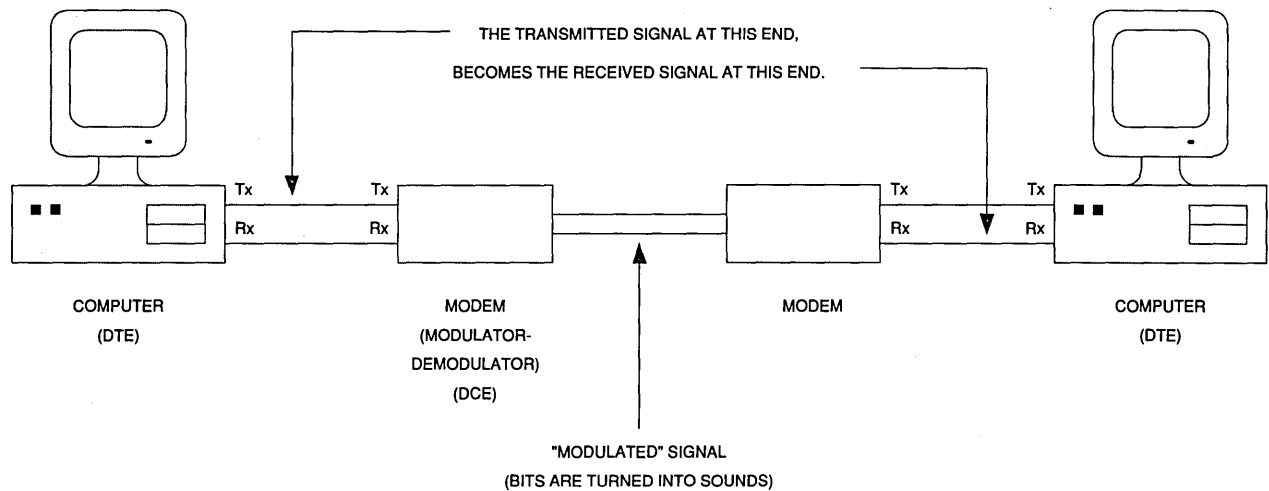 THE TRANSMITTED SIGNAL AT THIS END,
BECOMES THE RECEIVED SIGNAL AT THIS END.
Tx Tx Tx Tx
Rx Rx Rx Rx
COMPUTER
(DTE)
MODEM
(MODULATOR-
DEMODULATOR)
(DCE)
MODEM
COMPUTER
(DTE)
"MODULATED" SIGNAL
(BITS ARE TURNED INTO SOUNDS)